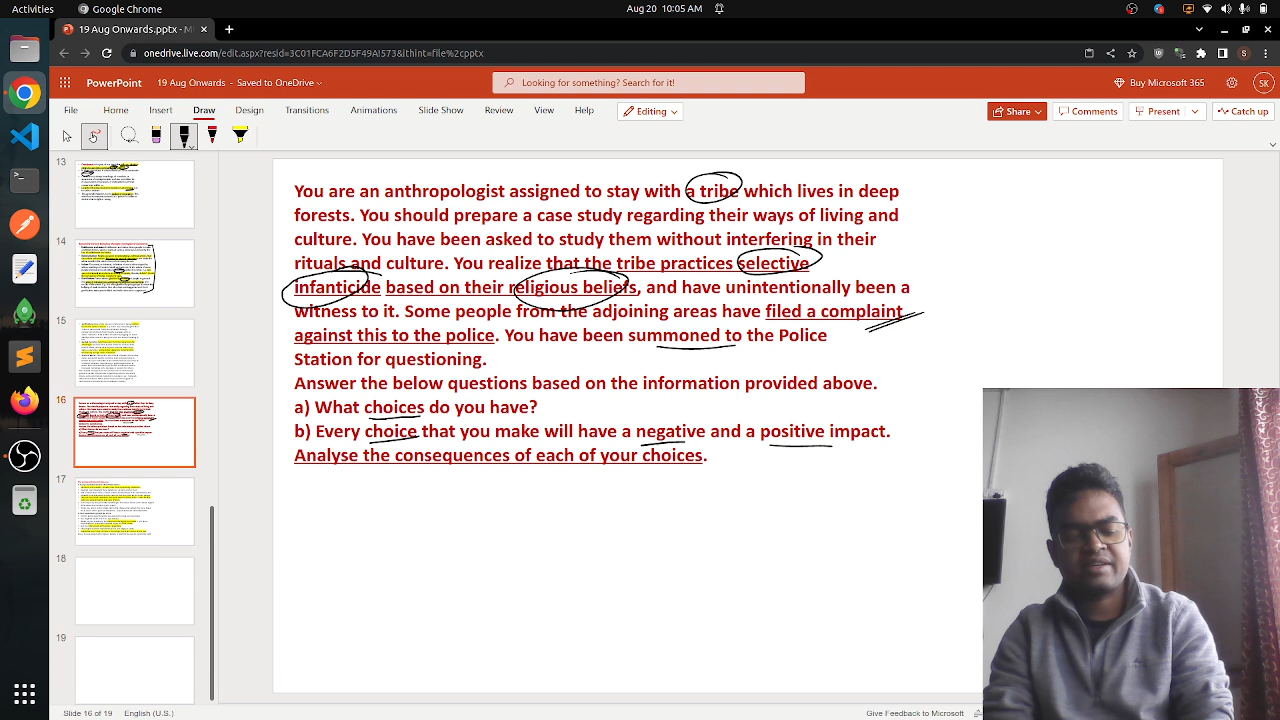 Activities
Google Chrome
Aug 20 10:05 AM
19 Aug Onwards.pptx - Mi
onedrive.live.com/edit.aspx?resid=3C01FCA6F2D5F49A!573&ithint=file%2cpptx
PowerPoint
19 Aug Onwards - Saved to OneDrive
Looking for something? Search for it!
Buy Microsoft 365
SK
File Home Insert Draw Design Transitions Animations Slide Show Review View Help
Editing
Share
Comments
Present
Catch up
13
14
15
16
17
18
19
You are an anthropologist assigned to stay with a tribe which lives in deep
forests. You should prepare a case study regarding their ways of living and
culture. You have been asked to study them without interfering in their
rituals and culture. You realize that the tribe practices selective
infanticide based on their religious beliefs, and have unintentionally been a
witness to it. Some people from the adjoining areas have filed a complaint
against this to the police. You have been summoned to the Police
Station for questioning.
Answer the below questions based on the information provided above.
a) What choices do you have?
b) Every choice that you make will have a negative and a positive impact.
Analyse the consequences of each of your choices.
Slide 16 of 19
English (U.S.)
Give Feedback to Microsoft